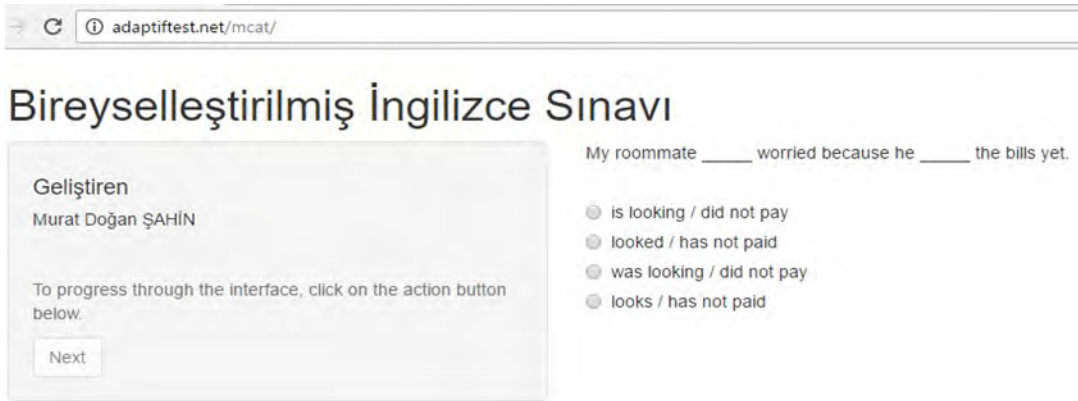 adaptiftest.net/mcat/
Bireyselleştirilmiş İngilizce Sınavı
Geliştiren
Murat Doğan ŞAHİN
To progress through the interface, click on the action button
below.
Next
My roommate _____ worried because he _____ the bills yet.
is looking / did not pay
looked / has not paid
was looking / did not pay
looks / has not paid